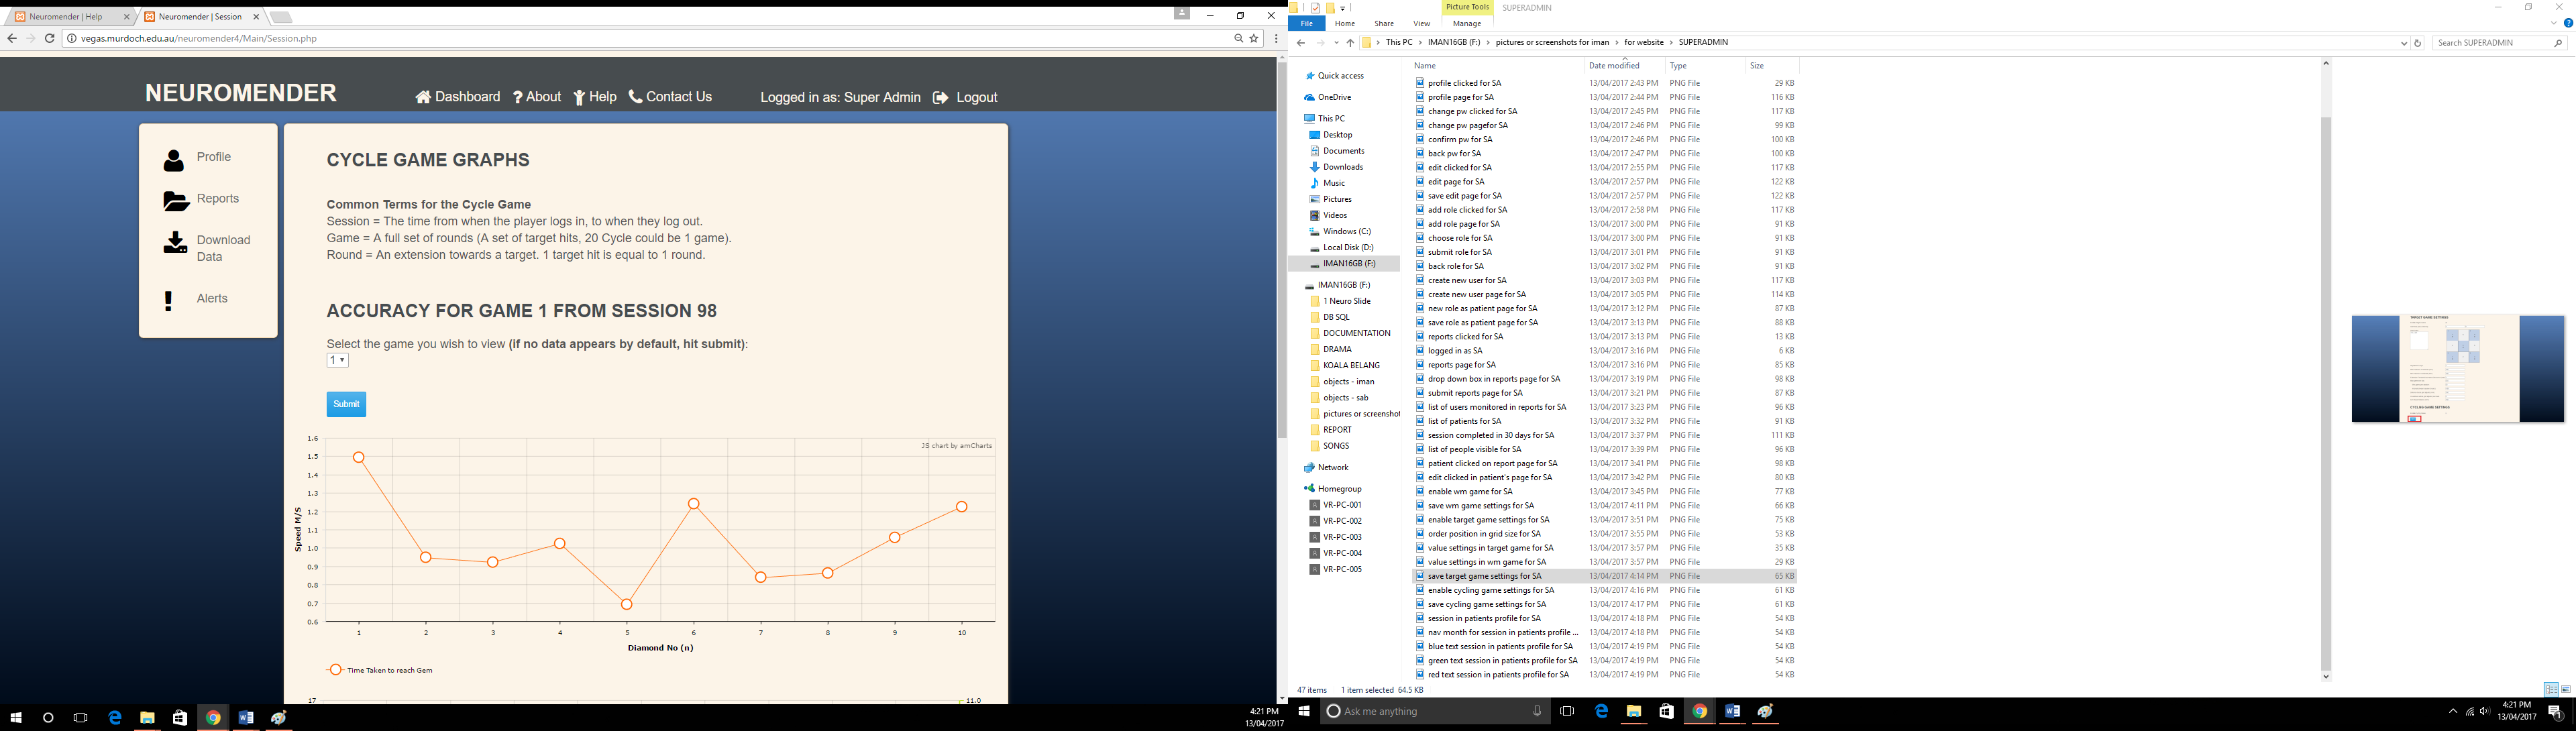 Neuromender | Help
Neuromender | Session
vegas.murdoch.edu.au/neuromender4/Main/Session.php
NEUROMENDER
Dashboard
About
Help
Contact Us
Logged in as: Super Admin
Logout
Profile
Reports
Download
Data
Alerts
CYCLE GAME GRAPHS
Common Terms for the Cycle Game
Session = The time from when the player logs in, to when they log out.
Game = A full set of rounds (A set of target hits, 20 Cycle could be 1 game).
Round = An extension towards a target. 1 target hit is equal to 1 round.
ACCURACY FOR GAME 1 FROM SESSION 98
Select the game you wish to view (if no data appears by default, hit submit):
1
Submit
JS chart by amCharts
1.6
1.5
1.4
1.3
1.2
1.1
1.0
0.9
0.8
0.7
0.6
Speed M/S
1 2 3 4 5 6 7 8 9 10
Diamond No (n)
Time Taken to reach Gem
17
11.0
4:21 PM
13/04/2017
Picture Tools
SUPERADMIN
File Home Share View Manage
This PC > IMAN16GB (F:) > pictures or screenshots for iman > for website > SUPERADMIN
Search SUPERADMIN
Quick access
OneDrive
This PC
Desktop
Documents
Downloads
Music
Pictures
Videos
Windows (C:)
Local Disk (D:)
IMAN16GB (F:)
IMAN16GB (F:)
1 Neuro Slide
DB SQL
DOCUMENTATION
DRAMA
KOALA BELANG
objects - iman
objects - sab
pictures or screenshot
REPORT
SONGS
Network
Homegroup
VR-PC-001
VR-PC-002
VR-PC-003
VR-PC-004
VR-PC-005
Name Date modified Type Size
profile clicked for SA 13/04/2017 2:43 PM PNG File 29 KB
profile page for SA 13/04/2017 2:44 PM PNG File 116 KB
change pw clicked for SA 13/04/2017 2:45 PM PNG File 117 KB
change pw pagefor SA 13/04/2017 2:46 PM PNG File 99 KB
confirm pw for SA 13/04/2017 2:46 PM PNG File 100 KB
back pw for SA 13/04/2017 2:47 PM PNG File 100 KB
edit clicked for SA 13/04/2017 2:55 PM PNG File 117 KB
edit page for SA 13/04/2017 2:57 PM PNG File 122 KB
save edit page for SA 13/04/2017 2:57 PM PNG File 122 KB
add role clicked for SA 13/04/2017 2:58 PM PNG File 117 KB
add role page for SA 13/04/2017 3:00 PM PNG File 91 KB
choose role for SA 13/04/2017 3:00 PM PNG File 91 KB
submit role for SA 13/04/2017 3:01 PM PNG File 91 KB
back role for SA 13/04/2017 3:02 PM PNG File 91 KB
create new user for SA 13/04/2017 3:03 PM PNG File 117 KB
create new user page for SA 13/04/2017 3:05 PM PNG File 114 KB
new role as patient page for SA 13/04/2017 3:12 PM PNG File 87 KB
save role as patient page for SA 13/04/2017 3:13 PM PNG File 88 KB
reports clicked for SA 13/04/2017 3:13 PM PNG File 13 KB
logged in as SA 13/04/2017 3:16 PM PNG File 6 KB
reports page for SA 13/04/2017 3:16 PM PNG File 85 KB
drop down box in reports page for SA 13/04/2017 3:19 PM PNG File 98 KB
submit reports page for SA 13/04/2017 3:21 PM PNG File 87 KB
list of users monitored in reports for SA 13/04/2017 3:23 PM PNG File 96 KB
list of patients for SA 13/04/2017 3:32 PM PNG File 91 KB
session completed in 30 days for SA 13/04/2017 3:37 PM PNG File 111 KB
list of people visible for SA 13/04/2017 3:39 PM PNG File 96 KB
patient clicked on report page for SA 13/04/2017 3:41 PM PNG File 98 KB
edit clicked in patient's page for SA 13/04/2017 3:42 PM PNG File 80 KB
enable wm game for SA 13/04/2017 3:45 PM PNG File 77 KB
save wm game settings for SA 13/04/2017 4:11 PM PNG File 66 KB
enable target game settings for SA 13/04/2017 3:51 PM PNG File 75 KB
order position in grid size for SA 13/04/2017 3:55 PM PNG File 53 KB
value settings in target game for SA 13/04/2017 3:57 PM PNG File 35 KB
value settings in wm game for SA 13/04/2017 3:57 PM PNG File 29 KB
save target game settings for SA 13/04/2017 4:14 PM PNG File 65 KB
enable cycling game settings for SA 13/04/2017 4:16 PM PNG File 61 KB
save cycling game settings for SA 13/04/2017 4:17 PM PNG File 61 KB
session in patients profile for SA 13/04/2017 4:18 PM PNG File 54 KB
nav month for session in patients profile ... 13/04/2017 4:18 PM PNG File 54 KB
blue text session in patients profile for SA 13/04/2017 4:19 PM PNG File 54 KB
green text session in patients profile for SA 13/04/2017 4:19 PM PNG File 54 KB
red text session in patients profile for SA 13/04/2017 4:19 PM PNG File 54 KB
TARGET GAME SETTINGS
CYCLING GAME SETTINGS
47 items 1 item selected 64.5 KB
Ask me anything
4:21 PM
13/04/2017